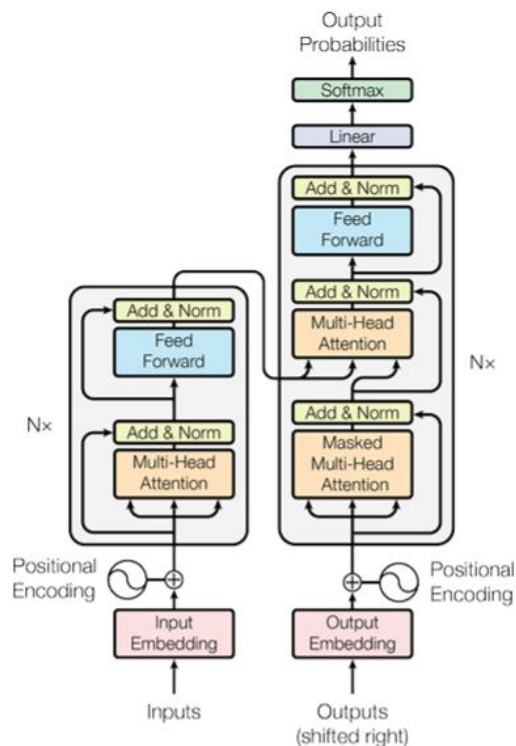 Output
Probabilities
Softmax
Linear
Add & Norm
Feed
Forward
Add & Norm
Multi-Head
Attention
Add & Norm
Masked
Multi-Head
Attention
N×
Positional
Encoding
Output
Embedding
Outputs
(shifted right)
Add & Norm
Feed
Forward
Add & Norm
Multi-Head
Attention
N×
Positional
Encoding
Input
Embedding
Inputs